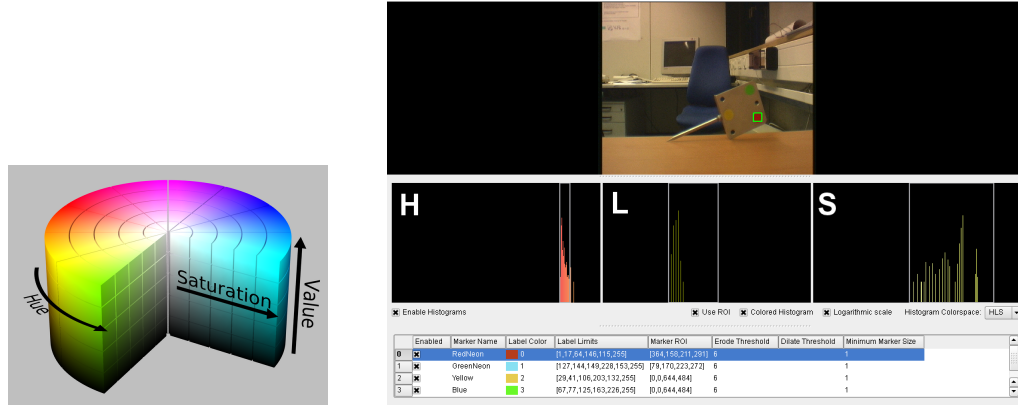 Hue
Saturation
Value
H
L
S
Enable Histograms
Use ROI
Colored Histogram
Logarithmic scale
Histogram Colorspace:
HLS
Enabled Marker Name Label Color Label Limits Marker ROI Erode Threshold Dilate Threshold Minimum Marker Size
0 RedNeon 0 [1,17,64,146,115,255] [364,158,211,291] 6 1
1 GreenNeon 1 [127,144,149,228,153,255] [79,170,223,272] 6 1
2 Yellow 2 [29,41,106,203,132,255] [0,0,644,484] 6 1
3 Blue 3 [67,77,125,163,226,255] [0,0,644,484] 6 1